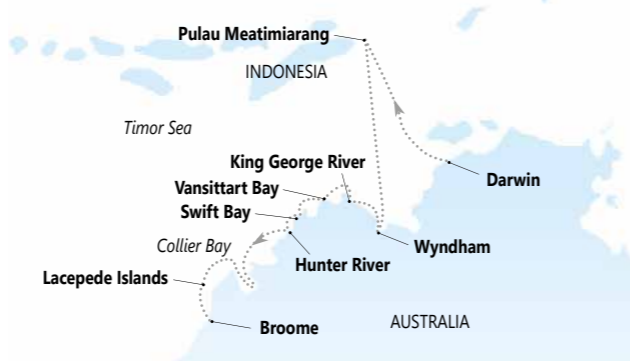 Pulau Meatimiarang
INDONESIA
Timor Sea
King George River
Darwin
Vansittart Bay
Swift Bay
Collier Bay
Wyndham
Hunter River
Lacepede Islands
Broome
AUSTRALIA